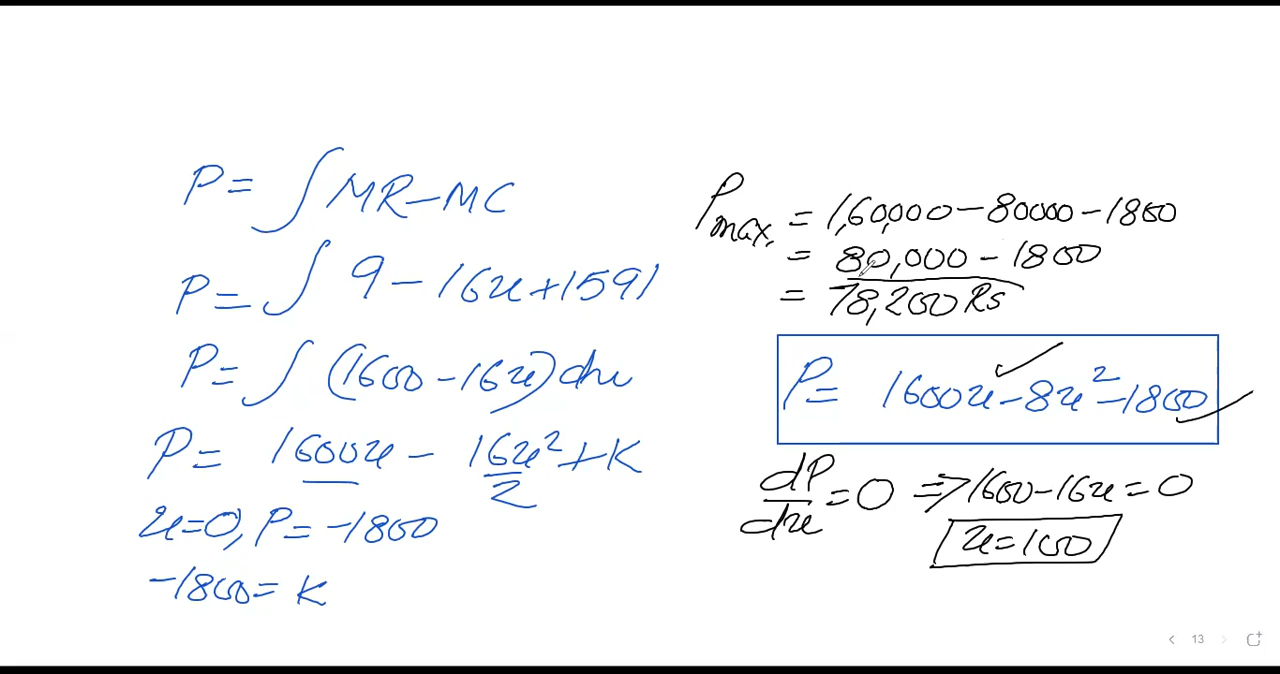 P = ∫ MR - MC
P = ∫ 9 - 16x + 1591
P = ∫ (1600 - 16x) dx
P = 1600x - 16x²/2 + K
x = 0, P = -1800
-1800 = K
Pmax. = 1,60,000 - 80000 - 1800
= 80,000 - 1800
= 78,200 Rs
P = 1600x - 8x² - 1800
dP/dx = 0 ⇒ 1600 - 16x = 0
x = 100
< 13 >